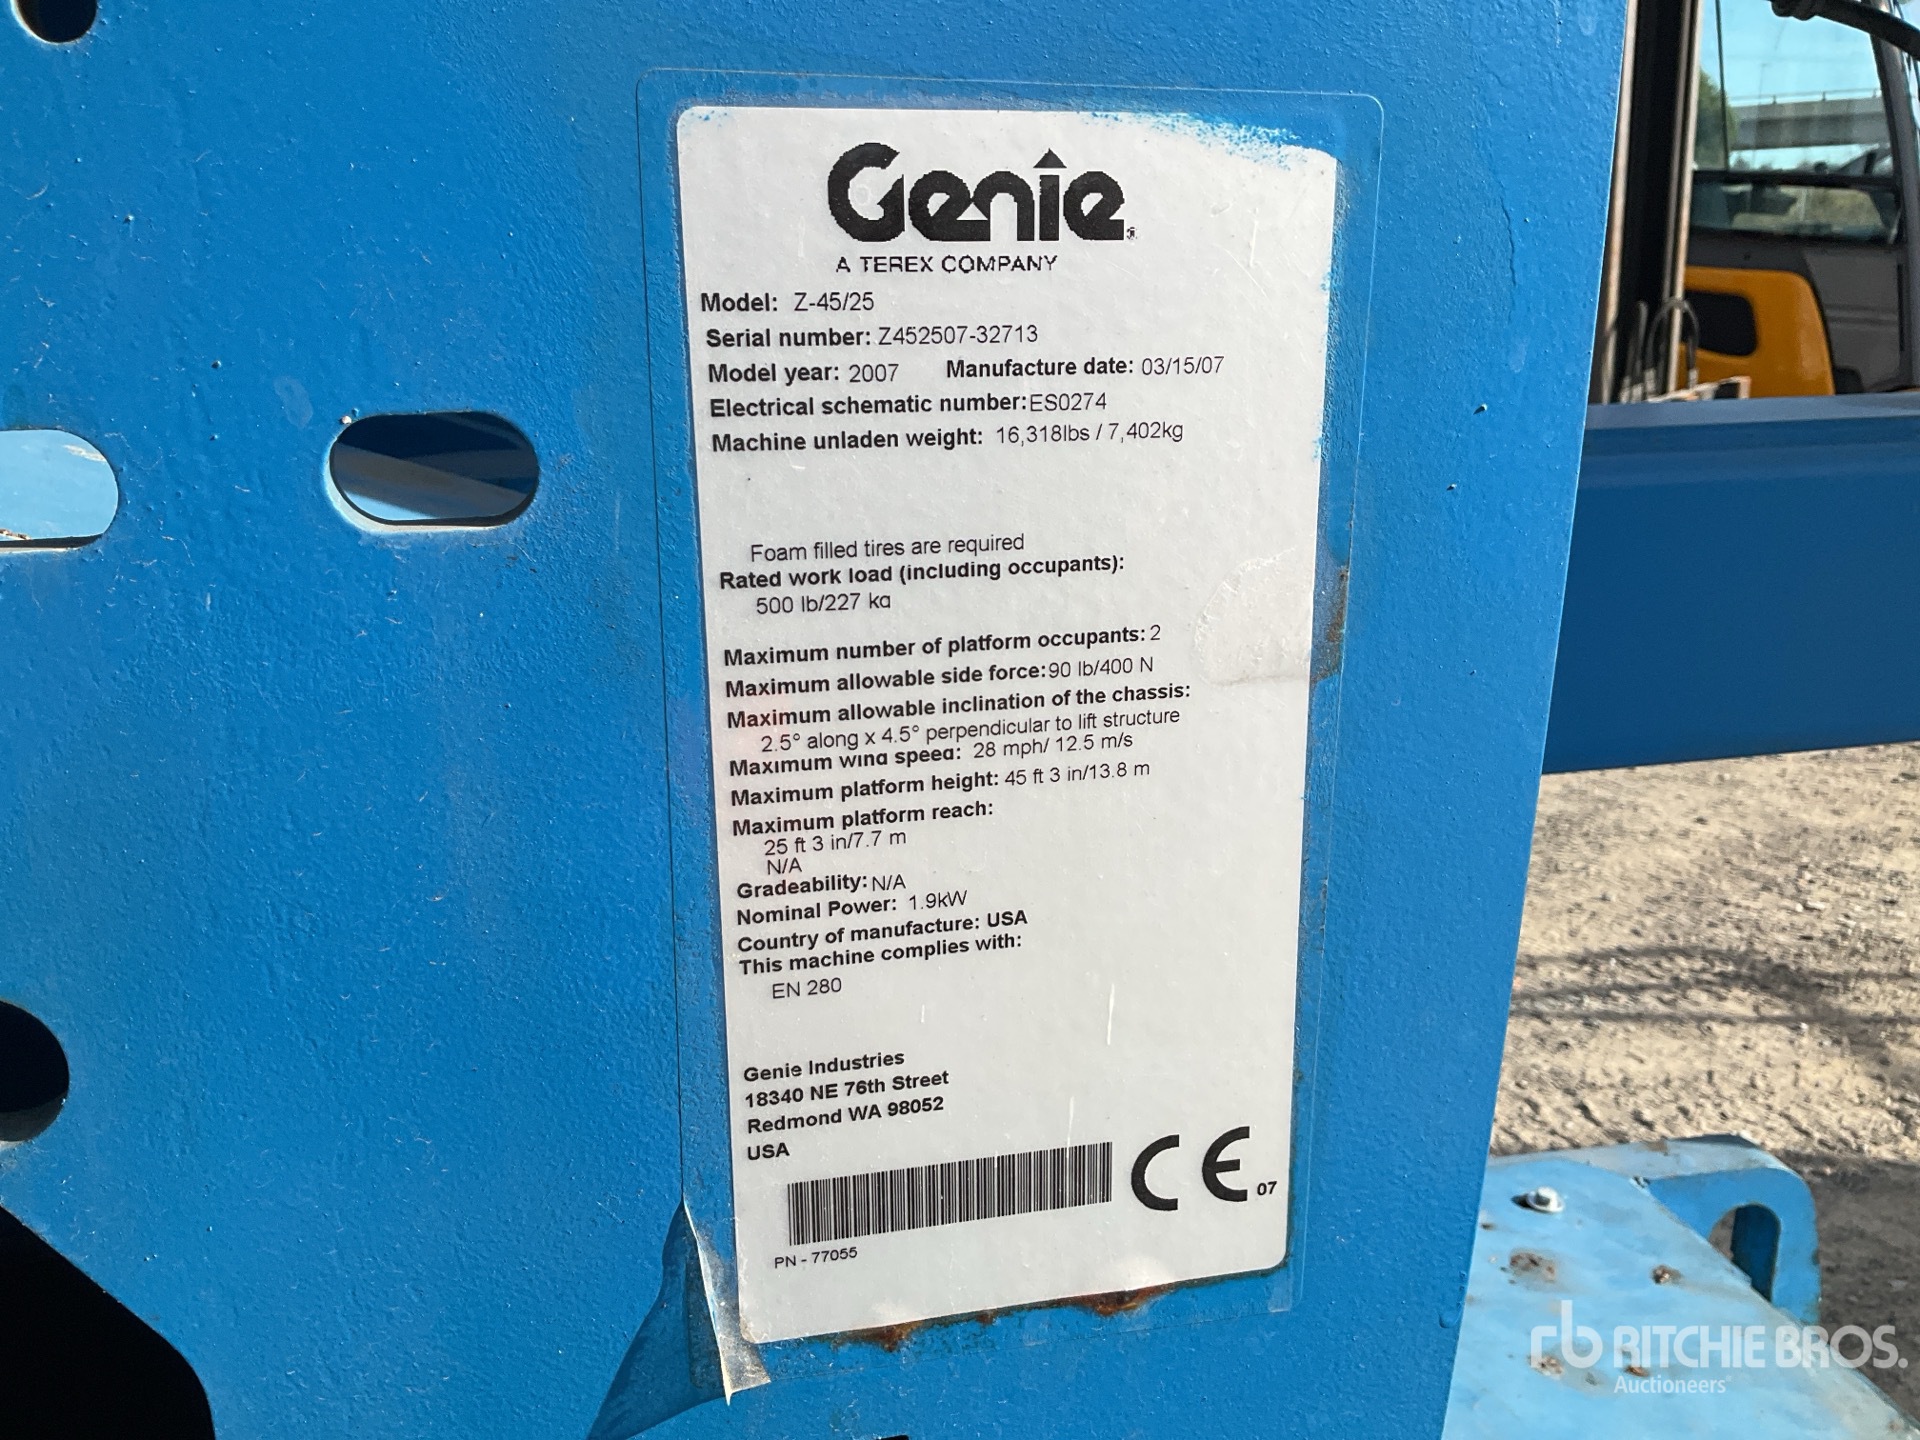 Genie
A TEREX COMPANY
Model: Z-45/25
Serial number: Z452507-32713
Model year: 2007 Manufacture date: 03/15/07
Electrical schematic number: ES0274
Machine unladen weight: 16,318lbs / 7,402kg
Foam filled tires are required
Rated work load (including occupants):
500 lb/227 kg
Maximum number of platform occupants: 2
Maximum allowable side force: 90 lb/400 N
Maximum allowable inclination of the chassis:
2.5° along x 4.5° perpendicular to lift structure
Maximum wind speed: 28 mph/ 12.5 m/s
Maximum platform height: 45 ft 3 in/13.8 m
Maximum platform reach:
25 ft 3 in/7.7 m
N/A
Gradeability: N/A
Nominal Power: 1.9kW
Country of manufacture: USA
This machine complies with:
EN 280
Genie Industries
18340 NE 76th Street
Redmond WA 98052
USA
CE 07
PN - 77055
rb RITCHIE BROS.
Auctioneers